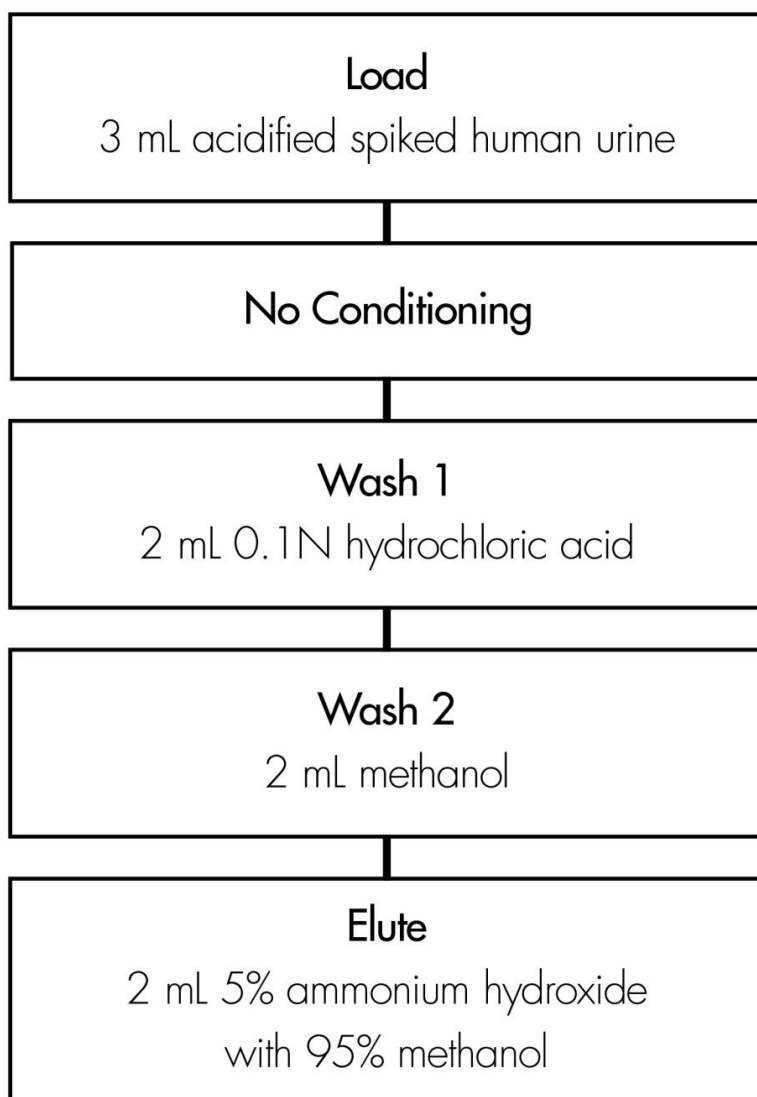 Load
3 mL acidified spiked human urine
No Conditioning
Wash 1
2 mL 0.1N hydrochloric acid
Wash 2
2 mL methanol
Elute
2 mL 5% ammonium hydroxide
with 95% methanol